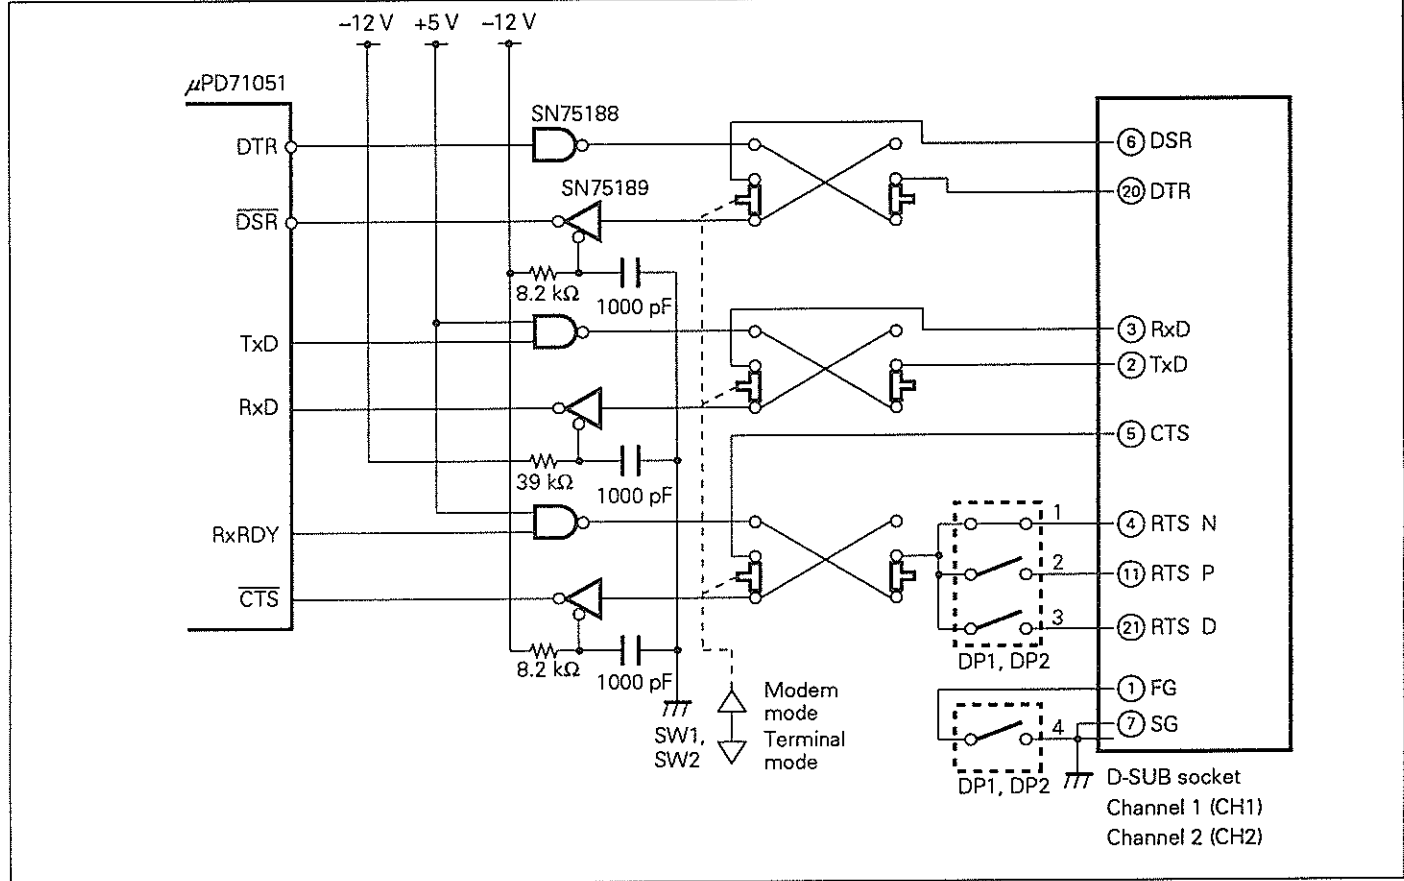 –12 V
+5 V
–12 V
μPD71051
SN75188
DTR
6 DSR
SN75189
20 DTR
DSR
8.2 kΩ
1000 pF
3 RxD
TxD
2 TxD
RxD
5 CTS
39 kΩ
1000 pF
1
4 RTS N
RxRDY
2
11 RTS P
CTS
3
21 RTS D
DP1, DP2
8.2 kΩ
1000 pF
1 FG
Modem
mode
4
7 SG
SW1,
SW2
Terminal
mode
DP1, DP2
D-SUB socket
Channel 1 (CH1)
Channel 2 (CH2)